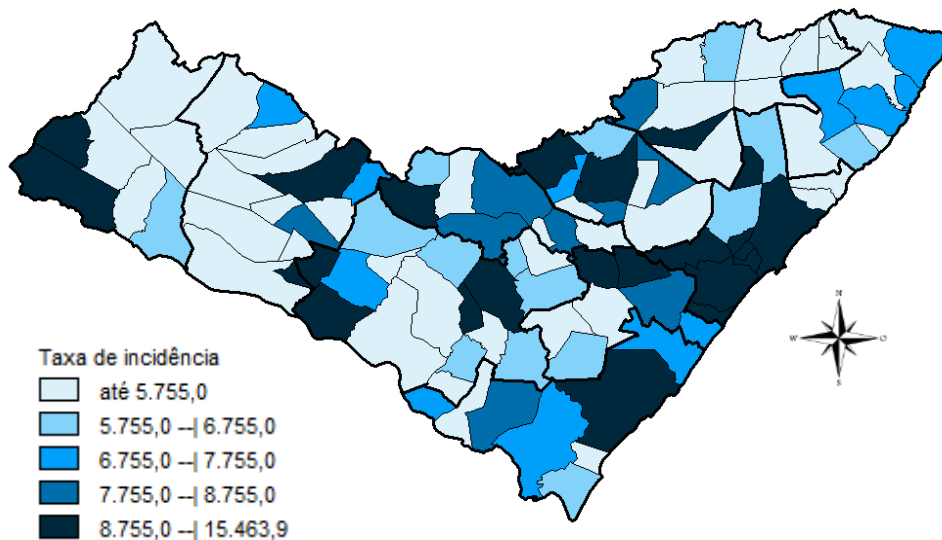 N
W
O
S
Taxa de incidência
até 5.755,0
5.755,0 --| 6.755,0
6.755,0 --| 7.755,0
7.755,0 --| 8.755,0
8.755,0 --| 15.463,9